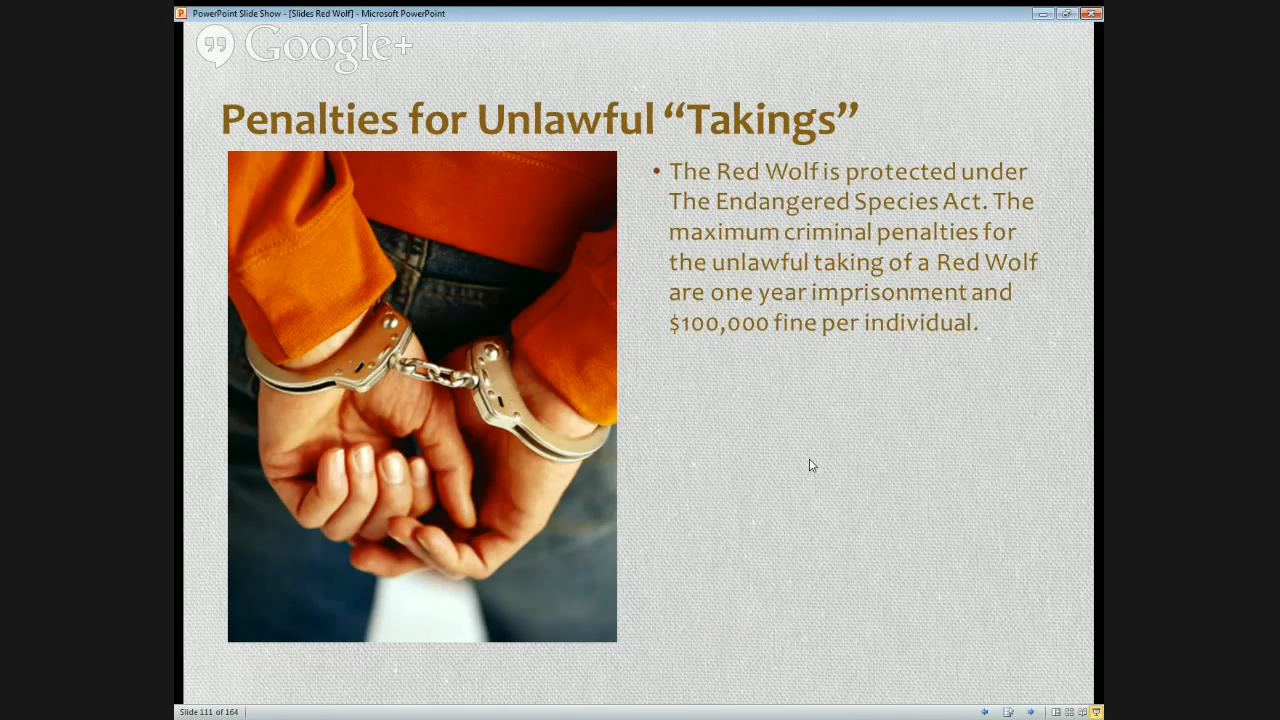 PowerPoint Slide Show - [Slides Red Wolf] - Microsoft PowerPoint
Google+
Penalties for Unlawful “Takings”
• The Red Wolf is protected under
The Endangered Species Act. The
maximum criminal penalties for
the unlawful taking of a Red Wolf
are one year imprisonment and
$100,000 fine per individual.
Slide 111 of 164